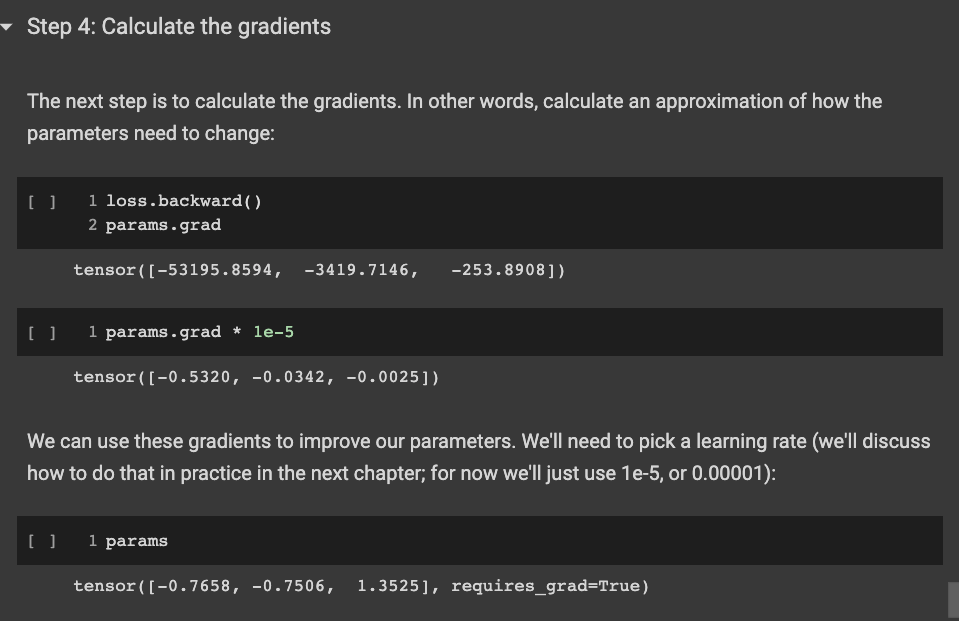 Step 4: Calculate the gradients
The next step is to calculate the gradients. In other words, calculate an approximation of how the
parameters need to change:
[ ] 1 loss.backward()
2 params.grad
tensor([-53195.8594,  -3419.7146,   -253.8908])
[ ] 1 params.grad * 1e-5
tensor([-0.5320, -0.0342, -0.0025])
We can use these gradients to improve our parameters. We'll need to pick a learning rate (we'll discuss
how to do that in practice in the next chapter; for now we'll just use 1e-5, or 0.00001):
[ ] 1 params
tensor([-0.7658, -0.7506,  1.3525], requires_grad=True)